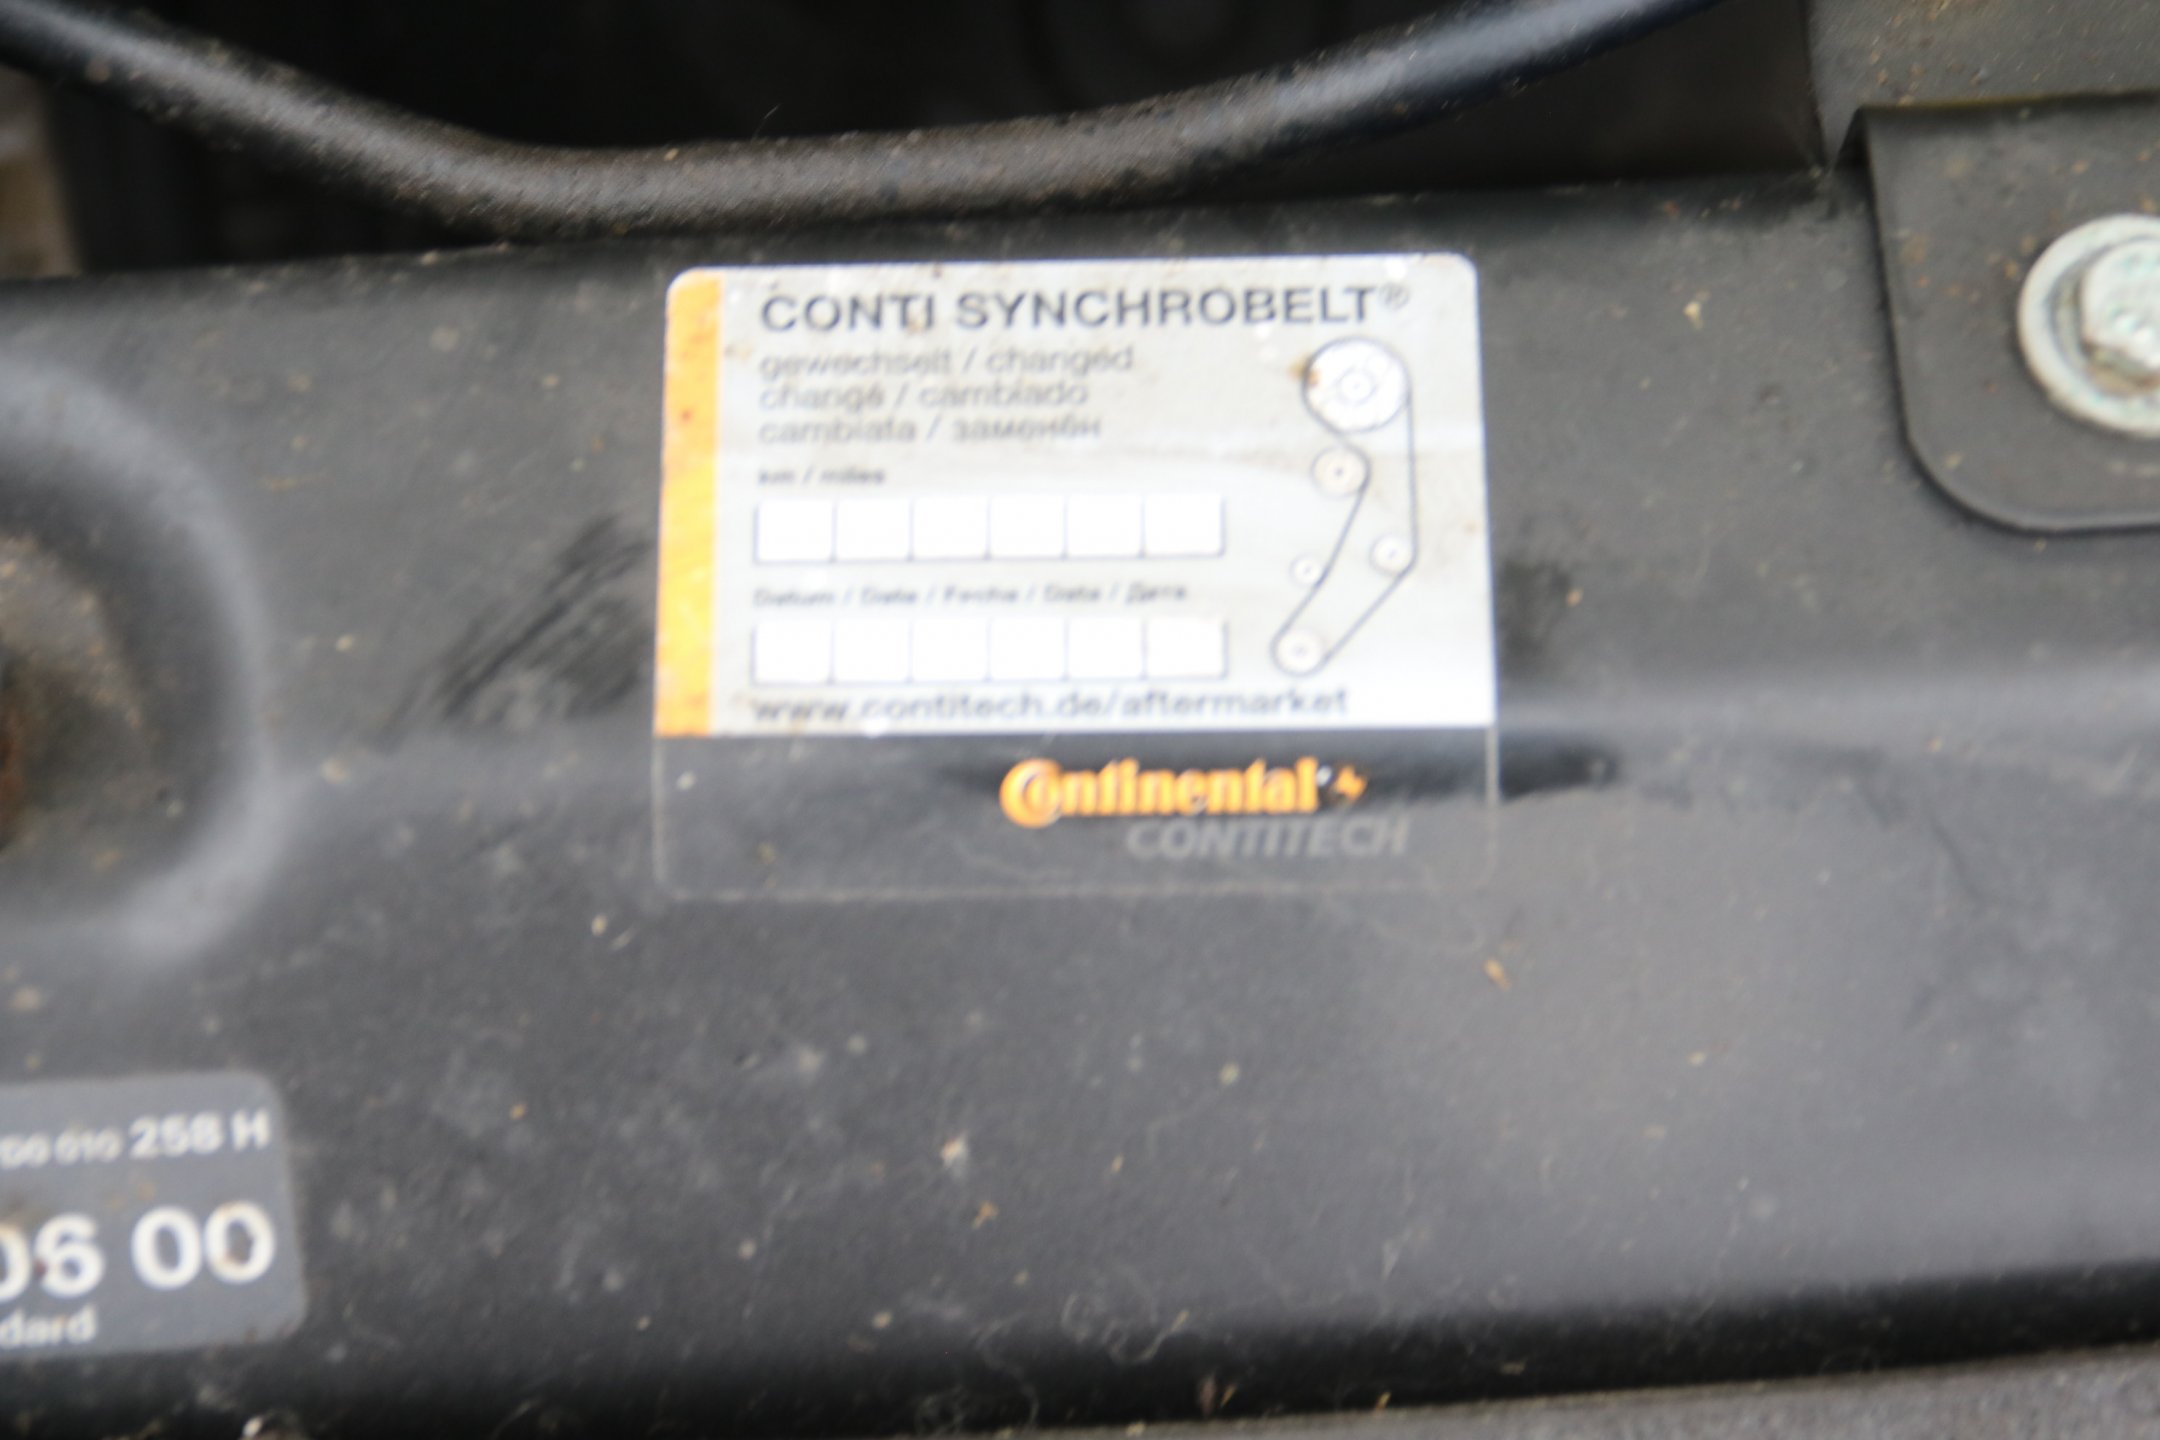 CONTI SYNCHROBELT®
gewechselt / changed
changé / cambiado
cambiata / заменён
km / miles
Datum / Date / Fecha / Data / Дата
www.contitech.de/aftermarket
Continental
CONTITECH
010 258 H
06 00
dard